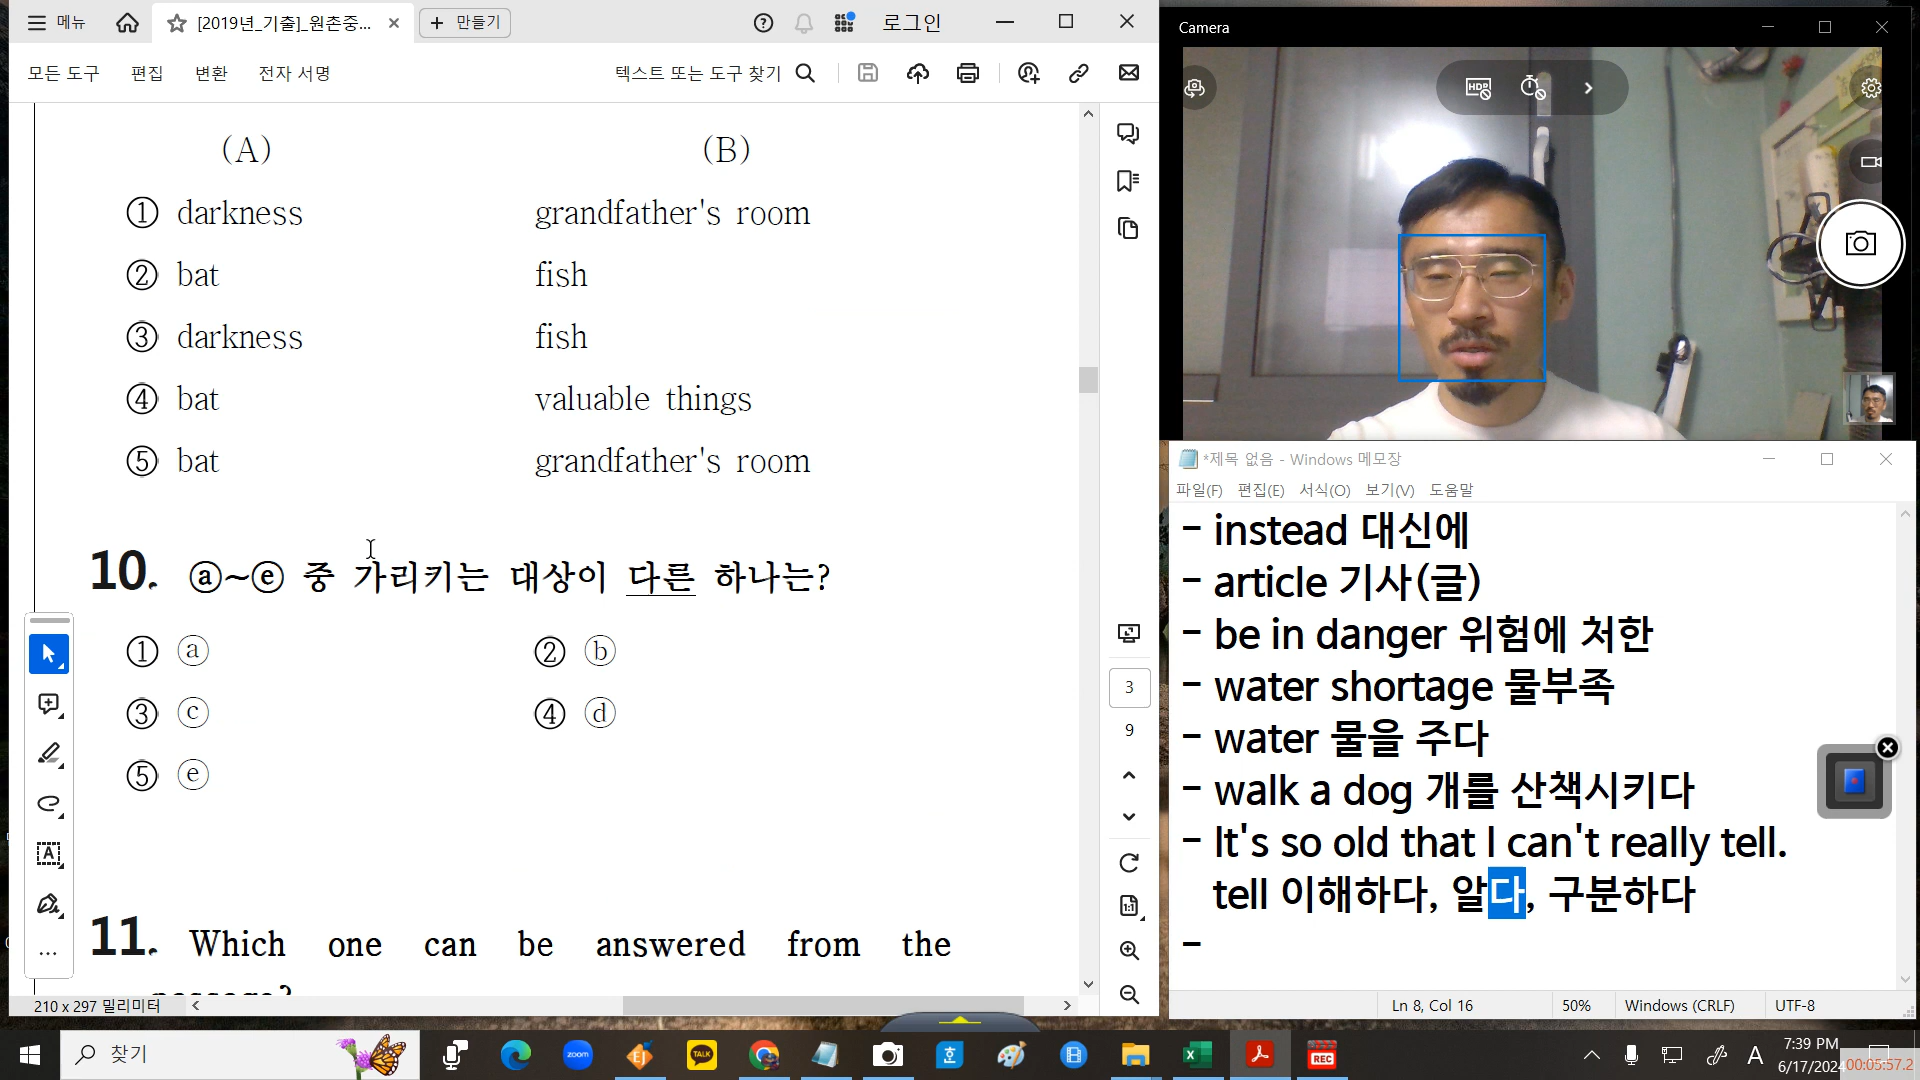 메뉴
[2019년_기출]_원촌중...
만들기
로그인
모든 도구
편집
변환
전자 서명
텍스트 또는 도구 찾기
(A)
(B)
① darkness grandfather's room
② bat fish
③ darkness fish
④ bat valuable things
⑤ bat grandfather's room
10. ⓐ~ⓔ 중 가리키는 대상이 다른 하나는?
① ⓐ ② ⓑ
③ ⓒ ④ ⓓ
⑤ ⓔ
11. Which one can be answered from the
3
9
210 x 297 밀리미터
Camera
HDR
*제목 없음 - Windows 메모장
파일(F) 편집(E) 서식(O) 보기(V) 도움말
- instead 대신에
- article 기사(글)
- be in danger 위험에 처한
- water shortage 물부족
- water 물을 주다
- walk a dog 개를 산책시키다
- It's so old that I can't really tell.
tell 이해하다, 알다, 구분하다
-
Ln 8, Col 16
50%
Windows (CRLF)
UTF-8
찾기
zoom
TALK
REC
A
7:39 PM
6/17/2024
00:05:57.2